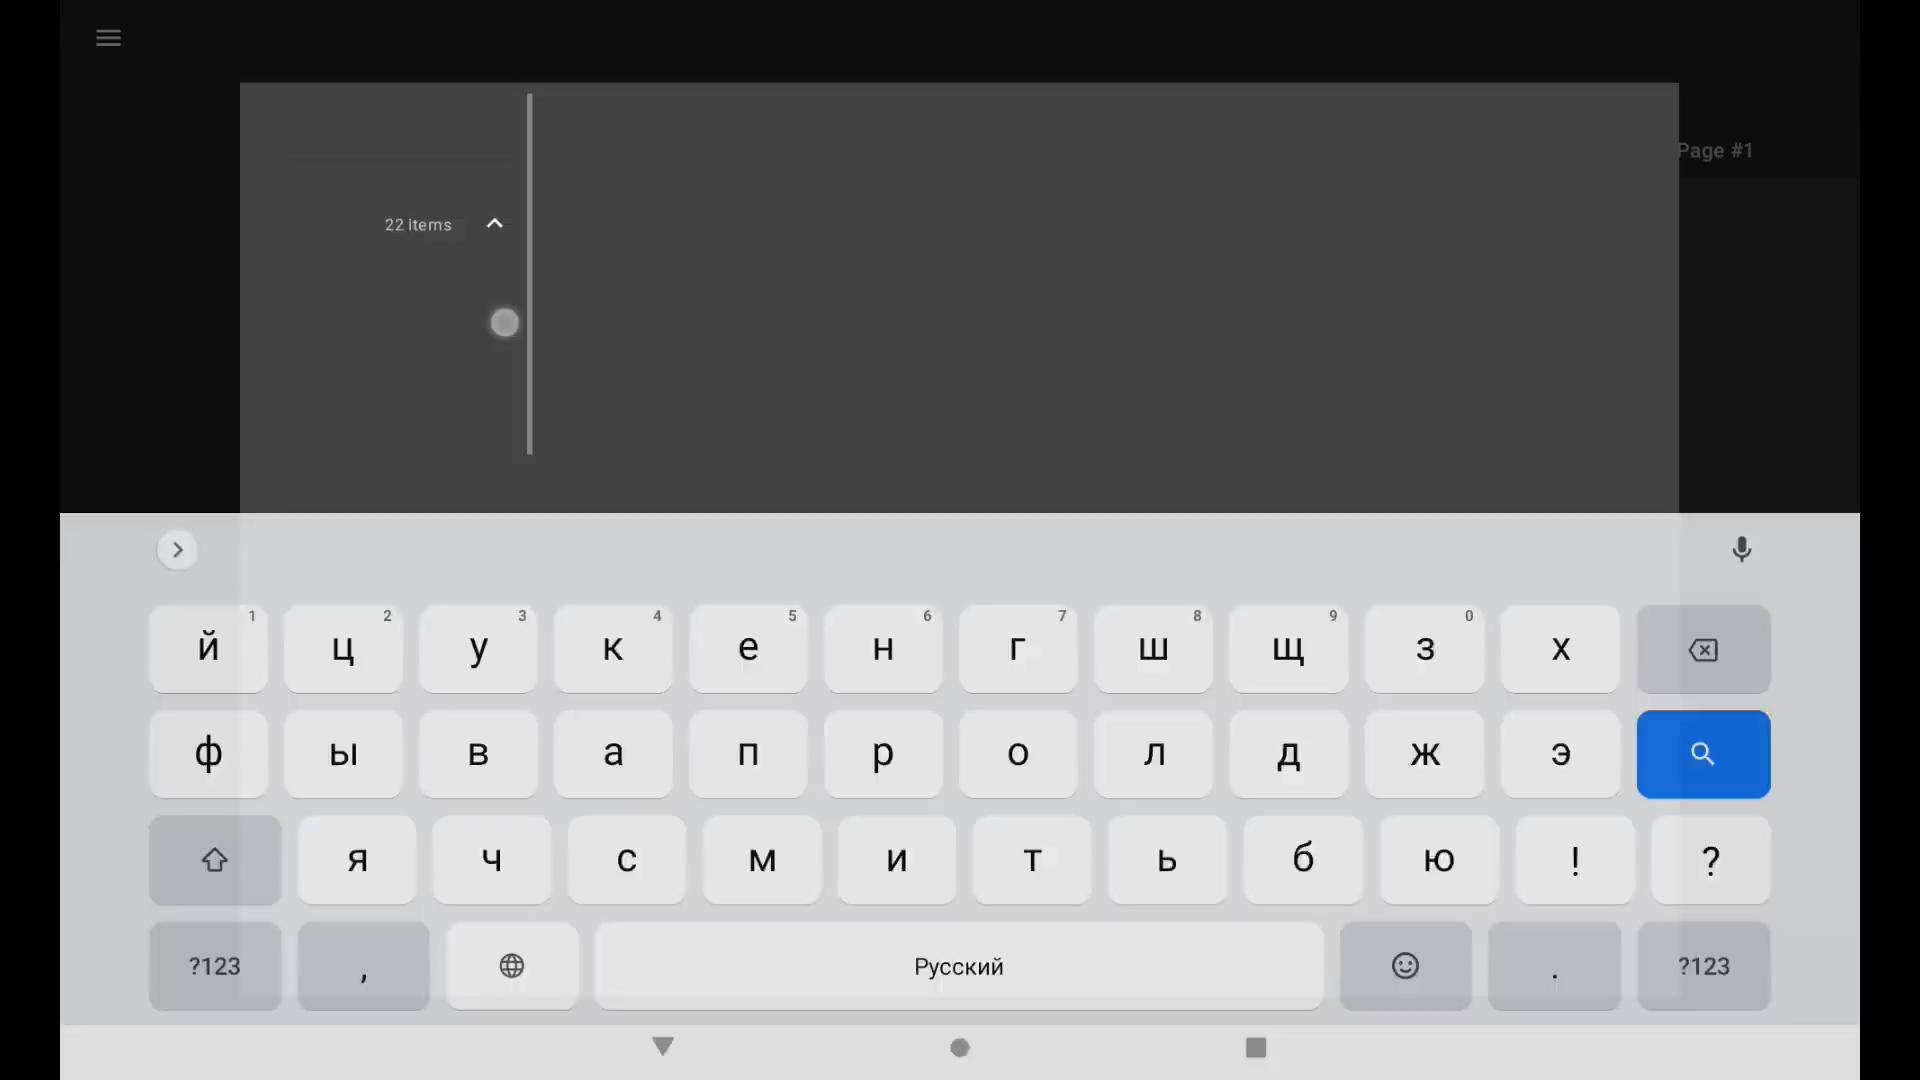 Page #1
22 items
й 1 ц 2 у 3 к 4 е 5 н 6 г 7 ш 8 щ 9 з 0 х
ф ы в а п р о л д ж э
я ч с м и т ь б ю ! ?
?123 , Русский . ?123